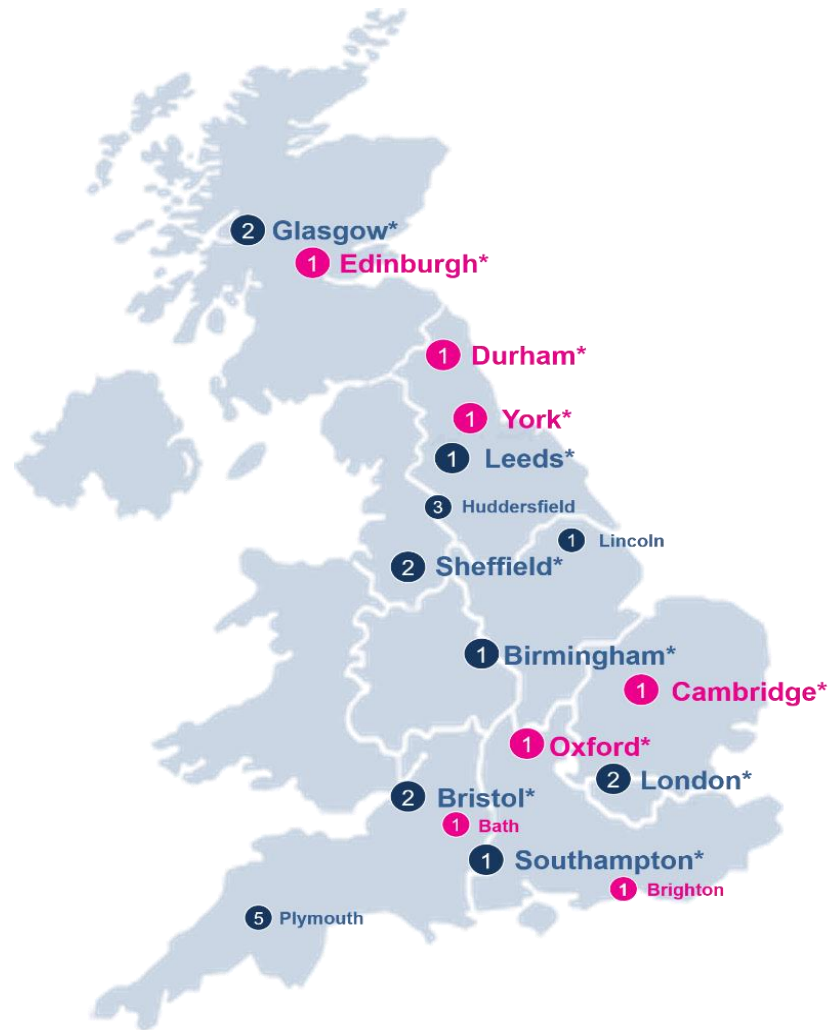 2 Glasgow*
1 Edinburgh*
1 Durham*
1 York*
1 Leeds*
3 Huddersfield
1 Lincoln
2 Sheffield*
1 Birmingham*
1 Cambridge*
1 Oxford*
2 London*
2 Bristol*
1 Bath
1 Southampton*
1 Brighton
5 Plymouth